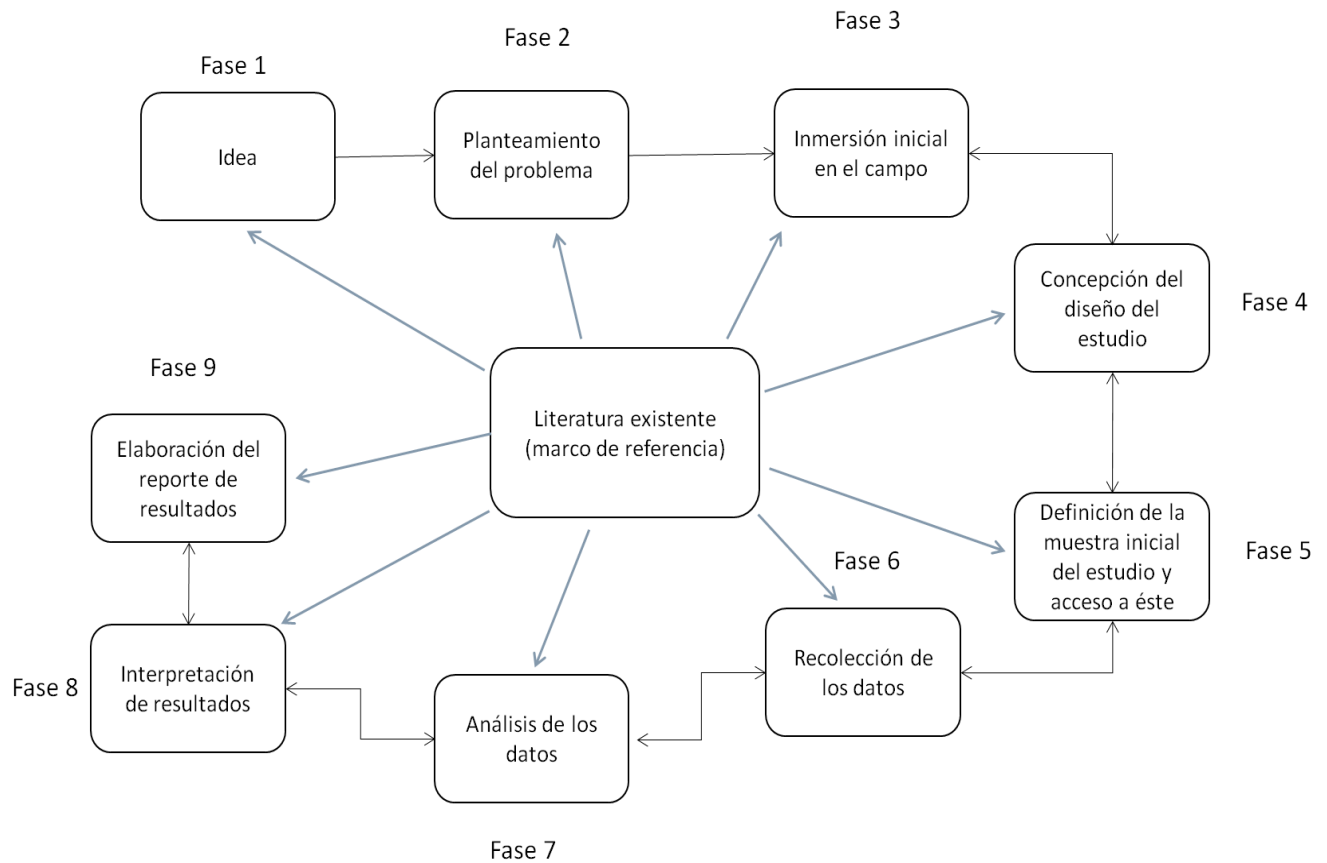 Fase 1
Idea
Fase 2
Planteamiento
del problema
Fase 3
Inmersión inicial
en el campo
Fase 4
Concepción del
diseño del
estudio
Fase 5
Definición de la
muestra inicial
del estudio y
acceso a éste
Fase 6
Recolección de
los datos
Fase 7
Análisis de los
datos
Fase 8
Interpretación
de resultados
Fase 9
Elaboración del
reporte de
resultados
Literatura existente
(marco de referencia)